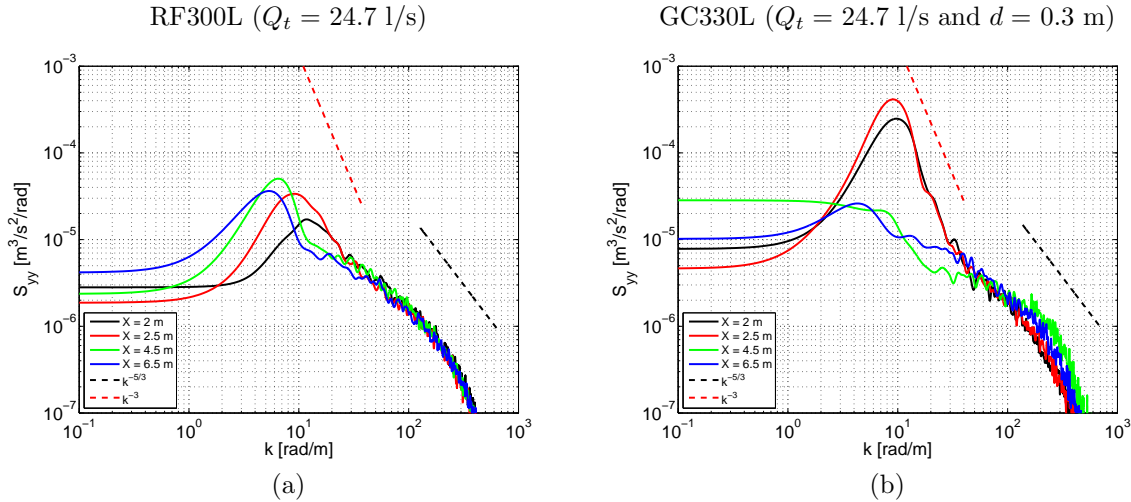 RF300L (Qt = 24.7 l/s)
GC330L (Qt = 24.7 l/s and d = 0.3 m)
10^-3
10^-4
10^-5
10^-6
10^-7
Syy [m^3/s^2/rad]
X = 2 m
X = 2.5 m
X = 4.5 m
X = 6.5 m
k^-5/3
k^-3
10^-1
10^0
10^1
10^2
10^3
k [rad/m]
(a)
10^-3
10^-4
10^-5
10^-6
10^-7
Syy [m^3/s^2/rad]
X = 2 m
X = 2.5 m
X = 4.5 m
X = 6.5 m
k^-5/3
k^-3
10^-1
10^0
10^1
10^2
10^3
k [rad/m]
(b)